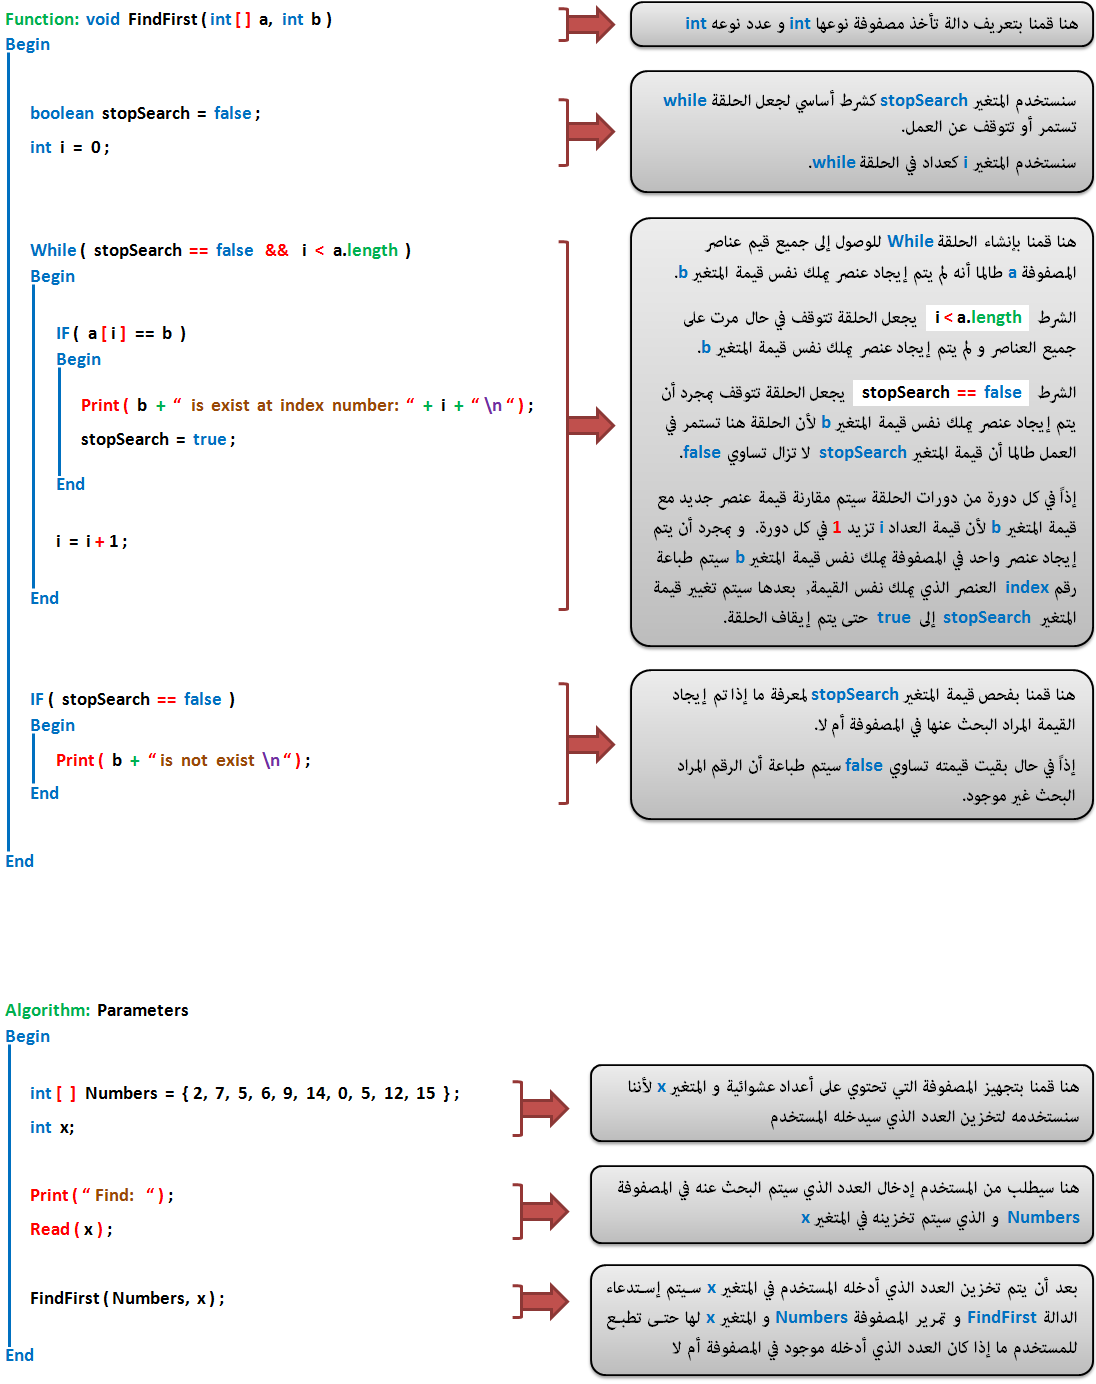 Function: void FindFirst ( int [ ] a, int b )
Begin
boolean stopSearch = false ;
int i = 0 ;
While ( stopSearch == false && i < a.length )
Begin
IF ( a [ i ] == b )
Begin
Print ( b + “ is exist at index number: “ + i + “ \n “ ) ;
stopSearch = true ;
End
i = i + 1 ;
End
IF ( stopSearch == false )
Begin
Print ( b + “ is not exist \n “ ) ;
End
End
هنا قمنا بتعريف دالة تأخذ مصفوفة نوعها int و عدد نوعه int
سنستخدم المتغير stopSearch كشرط أساسي لجعل الحلقة while
تستمر أو تتوقف عن العمل.
سنستخدم المتغير i كعداد في الحلقة while.
هنا قمنا بإنشاء الحلقة While للوصول إلى جميع قيم عناصر
المصفوفة a طالما أنه لم يتم إيجاد عنصر يملك نفس قيمة المتغير b.
الشرط i < a.length يجعل الحلقة تتوقف في حال مرت على
جميع العناصر و لم يتم إيجاد عنصر يملك نفس قيمة المتغير b.
الشرط stopSearch == false يجعل الحلقة تتوقف بمجرد أن
يتم إيجاد عنصر يملك نفس قيمة المتغير b لأن الحلقة هنا تستمر في
العمل طالما أن قيمة المتغير stopSearch لا تزال تساوي false.
إذاً في كل دورة من دورات الحلقة سيتم مقارنة قيمة عنصر جديد مع
قيمة المتغير b لأن قيمة العداد i تزيد 1 في كل دورة. و بمجرد أن يتم
إيجاد عنصر واحد في المصفوفة يملك نفس قيمة المتغير b سيتم طباعة
رقم index العنصر الذي يملك نفس القيمة, بعدها سيتم تغيير قيمة
المتغير stopSearch إلى true حتى يتم إيقاف الحلقة.
هنا قمنا بفحص قيمة المتغير stopSearch لمعرفة ما إذا تم إيجاد
القيمة المراد البحث عنها في المصفوفة أم لا.
إذاً في حال بقيت قيمته تساوي false سيتم طباعة أن الرقم المراد
البحث غير موجود.
Algorithm: Parameters
Begin
int [ ] Numbers = { 2, 7, 5, 6, 9, 14, 0, 5, 12, 15 } ;
int x;
Print ( “ Find: “ ) ;
Read ( x ) ;
FindFirst ( Numbers, x ) ;
End
هنا قمنا بتجهيز المصفوفة التي تحتوي على أعداد عشوائية و المتغير x لأننا
سنستخدمه لتخزين العدد الذي سيدخله المستخدم
هنا سيطلب من المستخدم إدخال العدد الذي سيتم البحث عنه في المصفوفة
Numbers و الذي سيتم تخزينه في المتغير x
بعد أن يتم تخزين العدد الذي أدخله المستخدم في المتغير x سيتم إستدعاء
الدالة FindFirst و تمرير المصفوفة Numbers و المتغير x لها حتى تطبع
للمستخدم ما إذا كان العدد الذي أدخله موجود في المصفوفة أم لا